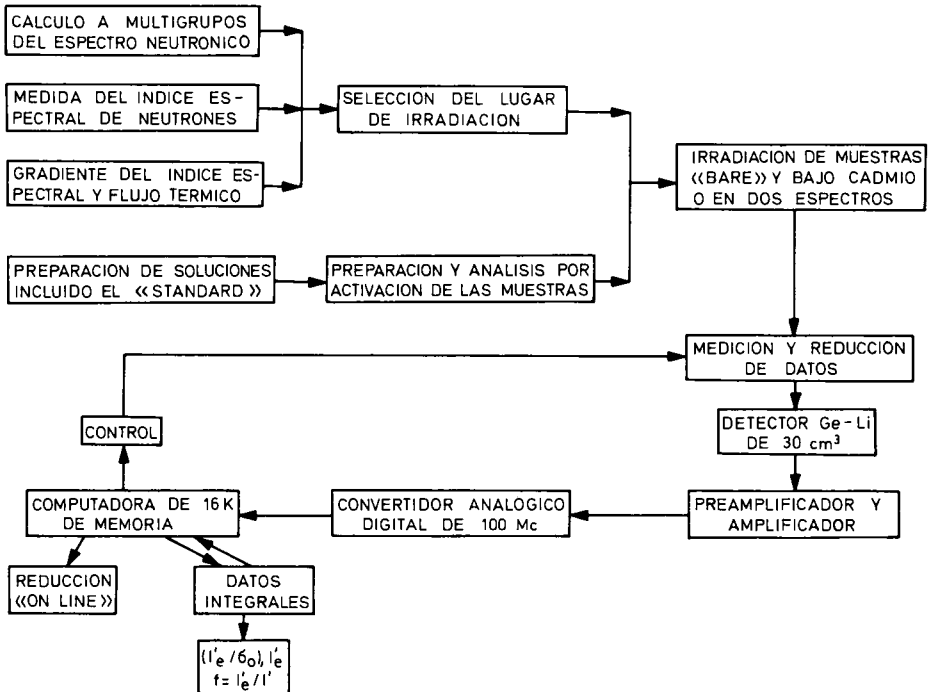 CALCULO A MULTIGRUPOS
DEL ESPECTRO NEUTRONICO
MEDIDA DEL INDICE ES-
PECTRAL DE NEUTRONES
GRADIENTE DEL INDICE ES-
PECTRAL Y FLUJO TERMICO
SELECCION DEL LUGAR
DE IRRADIACION
IRRADIACION DE MUESTRAS
«BARE» Y BAJO CADMIO
O EN DOS ESPECTROS
PREPARACION DE SOLUCIONES
INCLUIDO EL «STANDARD»
PREPARACION Y ANALISIS POR
ACTIVACION DE LAS MUESTRAS
MEDICION Y REDUCCION
DE DATOS
CONTROL
DETECTOR Ge-Li
DE 30 cm³
COMPUTADORA DE 16K
DE MEMORIA
CONVERTIDOR ANALOGICO
DIGITAL DE 100 Mc
PREAMPLIFICADOR Y
AMPLIFICADOR
REDUCCION
«ON LINE»
DATOS
INTEGRALES
(I'e/б₀), I'e
f = I'e/I'